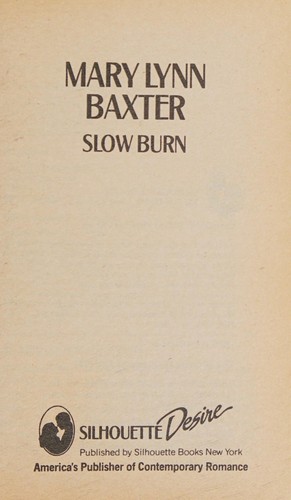 MARY LYNN
BAXTER
SLOW BURN
SILHOUETTE Desire
Published by Silhouette Books New York
America's Publisher of Contemporary Romance